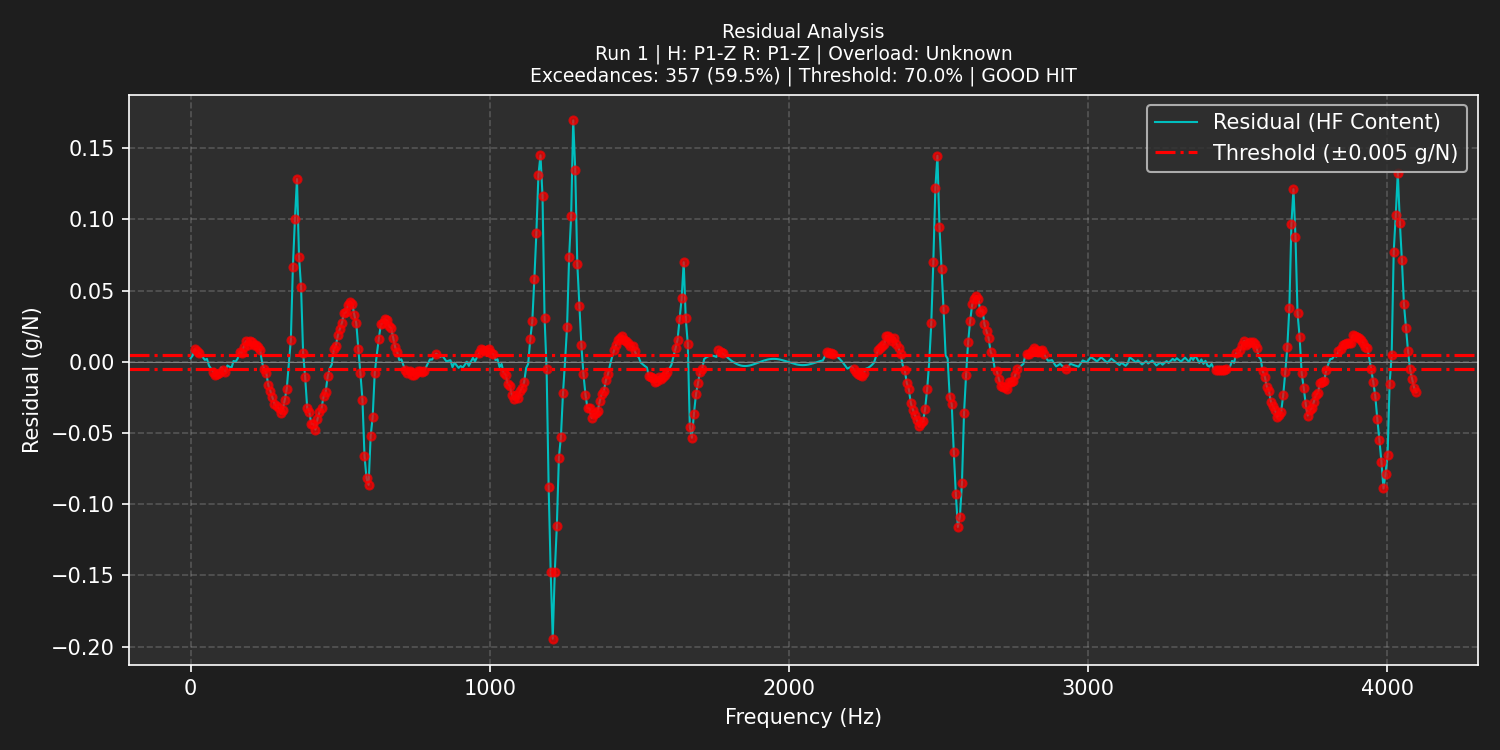 Residual Analysis
Run 1 | H: P1-Z R: P1-Z | Overload: Unknown
Exceedances: 357 (59.5%) | Threshold: 70.0% | GOOD HIT
Residual (HF Content)
Threshold (±0.005 g/N)
Residual (g/N)
0.15
0.10
0.05
0.00
−0.05
−0.10
−0.15
−0.20
0 1000 2000 3000 4000
Frequency (Hz)